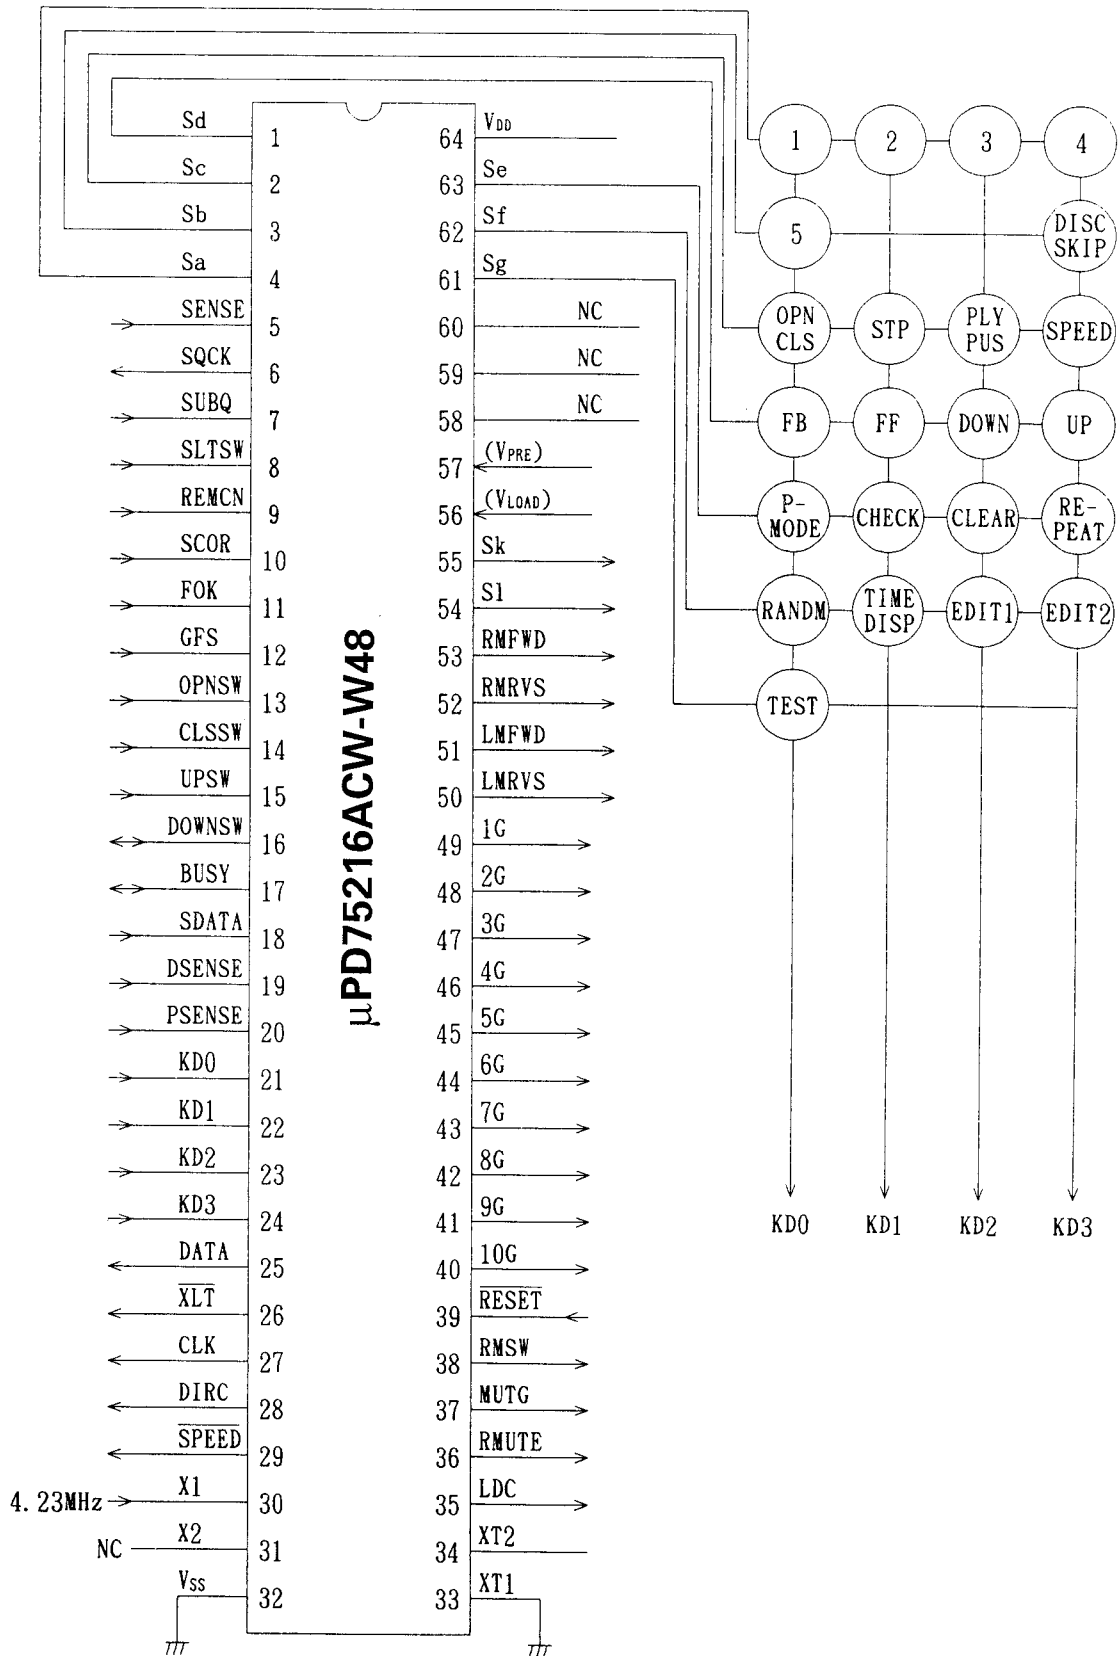 Sd 1
Sc 2
Sb 3
Sa 4
SENSE 5
SQCK 6
SUBQ 7
SLTSW 8
REMCN 9
SCOR 10
FOK 11
GFS 12
OPNSW 13
CLSSW 14
UPSW 15
DOWNSW 16
BUSY 17
SDATA 18
DSENSE 19
PSENSE 20
KD0 21
KD1 22
KD2 23
KD3 24
DATA 25
X̅L̅T̅ 26
CLK 27
DIRC 28
S̅P̅E̅E̅D̅ 29
4.23MHz X1 30
NC X2 31
Vss 32
μPD75216ACW-W48
64 VDD
63 Se
62 Sf
61 Sg
60 NC
59 NC
58 NC
57 (VPRE)
56 (VLOAD)
55 Sk
54 Sl
53 RMFWD
52 RMRVS
51 LMFWD
50 LMRVS
49 1G
48 2G
47 3G
46 4G
45 5G
44 6G
43 7G
42 8G
41 9G
40 10G
39 R̅E̅S̅E̅T̅
38 RMSW
37 MUTG
36 RMUTE
35 LDC
34 XT2
33 XT1
1 2 3 4
5
DISC
SKIP
OPN
CLS
STP
PLY
PUS
SPEED
FB FF DOWN UP
P-
MODE
CHECK CLEAR
RE-
PEAT
RANDM
TIME
DISP
EDIT1 EDIT2
TEST
KD0 KD1 KD2 KD3